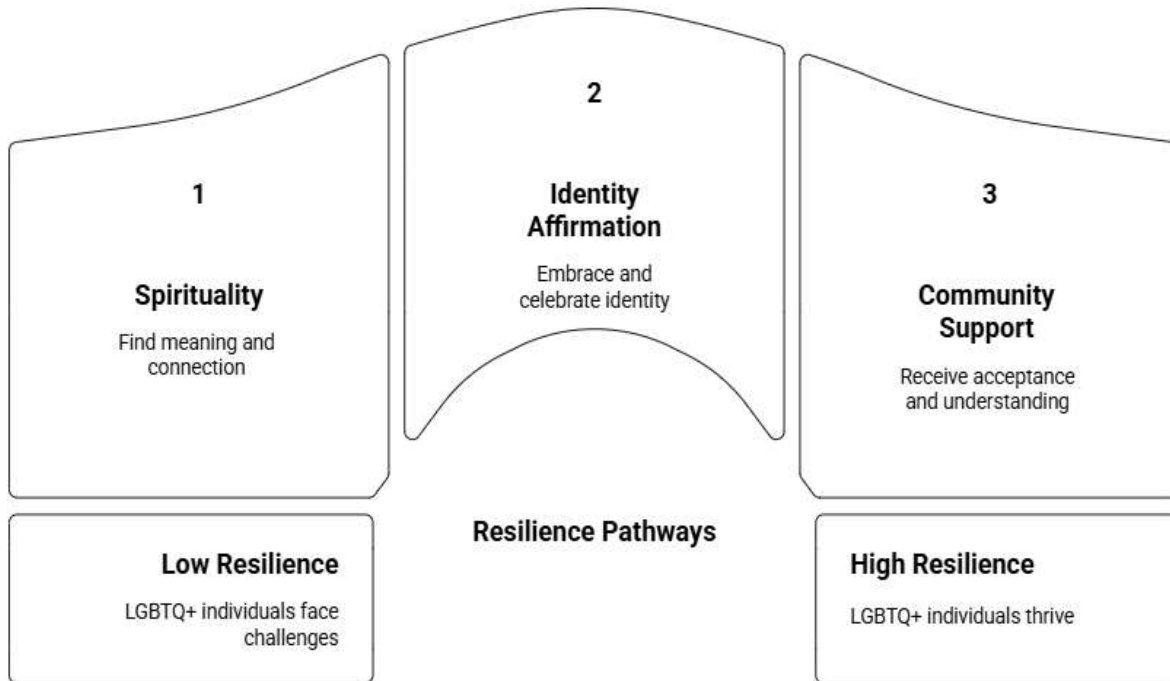 1
Spirituality
Find meaning and
connection
2
Identity
Affirmation
Embrace and
celebrate identity
3
Community
Support
Receive acceptance
and understanding
Low Resilience
LGBTQ+ individuals face
challenges
Resilience Pathways
High Resilience
LGBTQ+ individuals thrive